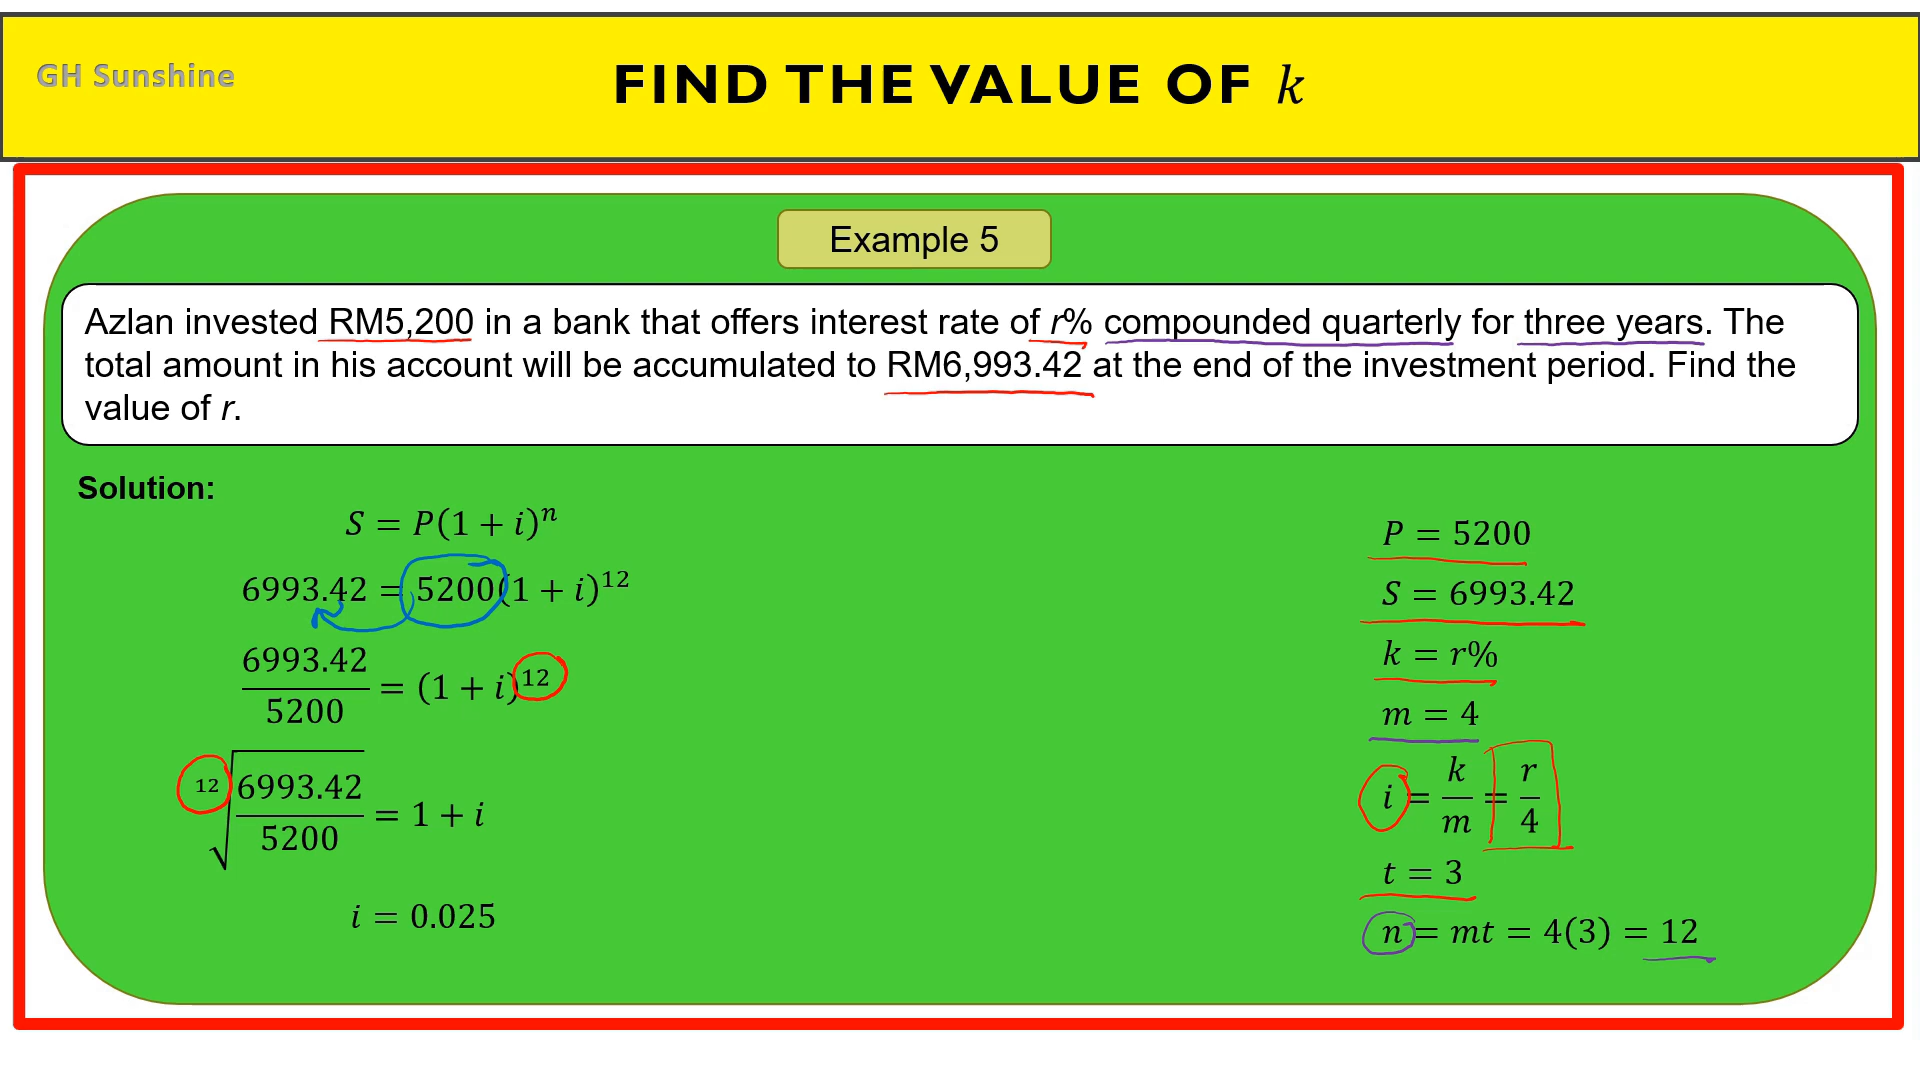 GH Sunshine
FIND THE VALUE OF k
Example 5
Azlan invested RM5,200 in a bank that offers interest rate of r% compounded quarterly for three years. The
total amount in his account will be accumulated to RM6,993.42 at the end of the investment period. Find the
value of r.
Solution:
S = P(1 + i)^n
6993.42 = 5200(1 + i)^12
6993.42/5200 = (1 + i)^12
¹²√(6993.42/5200) = 1 + i
i = 0.025
P = 5200
S = 6993.42
k = r%
m = 4
i = k/m = r/4
t = 3
n = mt = 4(3) = 12